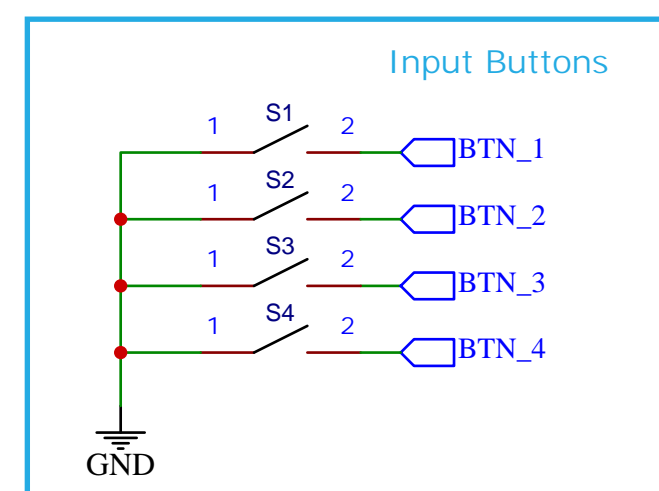 Input Buttons
1 S1 2 BTN_1
1 S2 2 BTN_2
1 S3 2 BTN_3
1 S4 2 BTN_4
GND